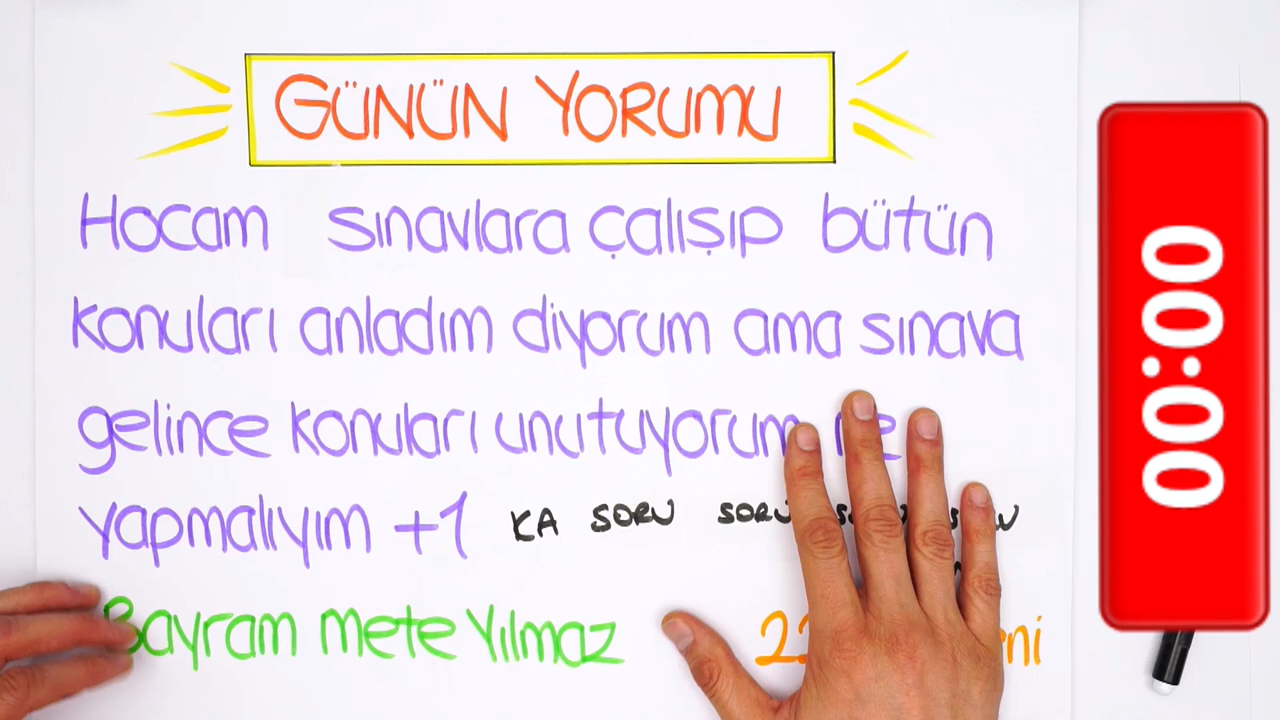 GÜNÜN YORUMU
Hocam sınavlara çalışıp bütün
konuları anladım diyorum ama sınava
gelince konuları unutuyorum ne
yapmalıyım +1
KA SORU SORU
Bayram mete Yılmaz
00:00